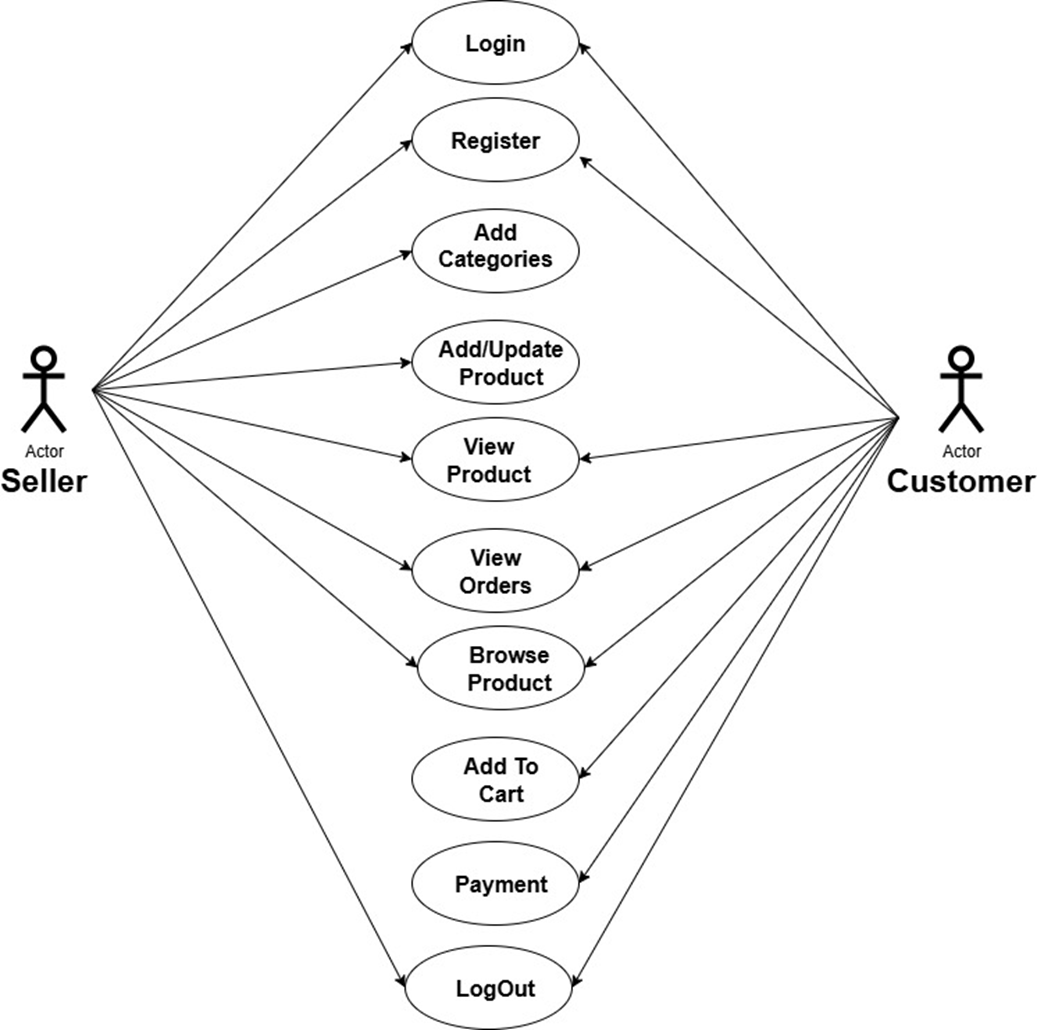 Login
Register
Add
Categories
Add/Update
Product
View
Product
View
Orders
Browse
Product
Add To
Cart
Payment
LogOut
Actor
Seller
Actor
Customer